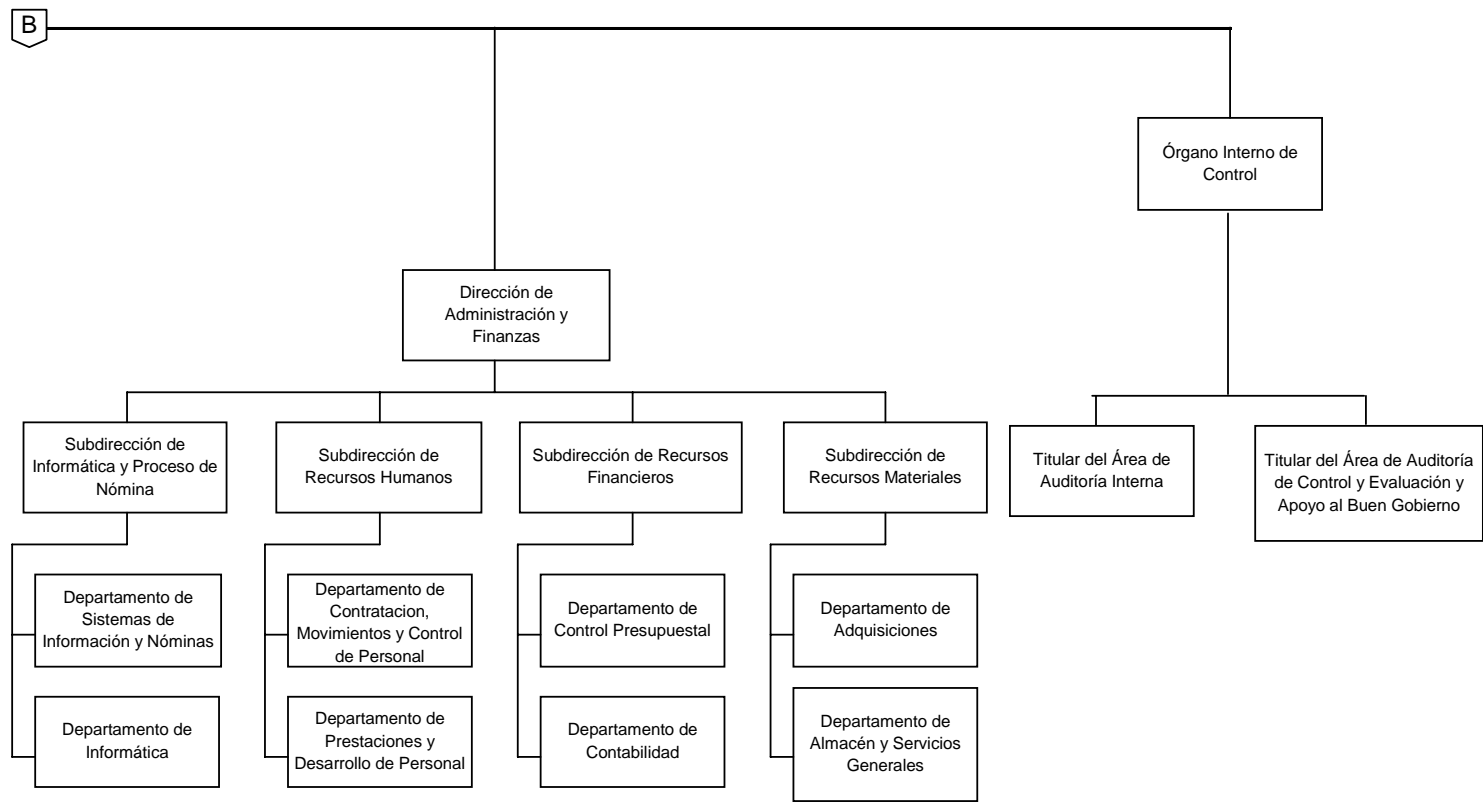 B
Órgano Interno de
Control
Dirección de
Administración y
Finanzas
Subdirección de
Informática y Proceso de
Nómina
Subdirección de
Recursos Humanos
Subdirección de Recursos
Financieros
Subdirección de
Recursos Materiales
Titular del Área de
Auditoría Interna
Titular del Área de Auditoría
de Control y Evaluación y
Apoyo al Buen Gobierno
Departamento de
Sistemas de
Información y Nóminas
Departamento de
Contratacion,
Movimientos y Control
de Personal
Departamento de
Control Presupuestal
Departamento de
Adquisiciones
Departamento de
Informática
Departamento de
Prestaciones y
Desarrollo de Personal
Departamento de
Contabilidad
Departamento de
Almacén y Servicios
Generales